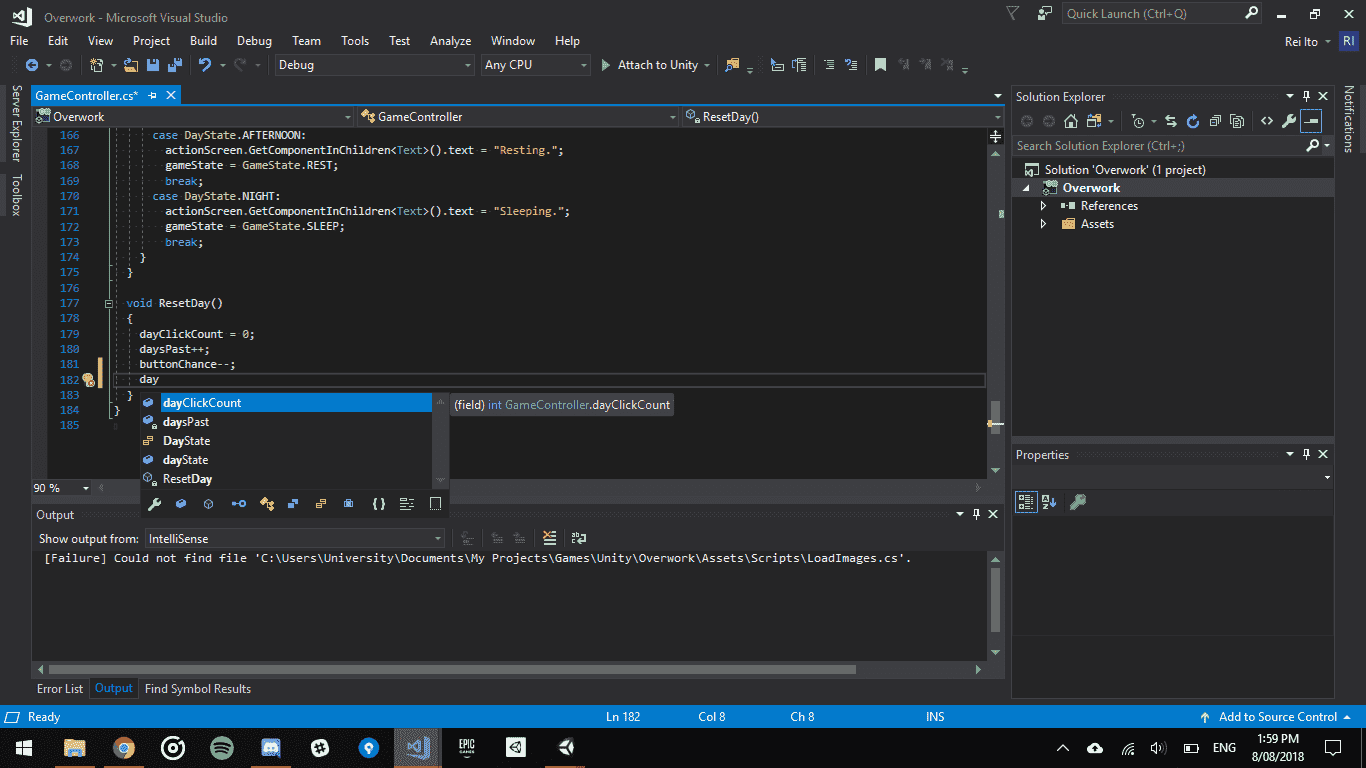 Overwork - Microsoft Visual Studio
Quick Launch (Ctrl+Q)
File Edit View Project Build Debug Team Tools Test Analyze Window Help
Rei Ito RI
Debug Any CPU Attach to Unity
Server Explorer
Toolbox
GameController.cs*
Overwork GameController ResetDay()
166 case DayState.AFTERNOON:
167 actionScreen.GetComponentInChildren<Text>().text = "Resting.";
168 gameState = GameState.REST;
169 break;
170 case DayState.NIGHT:
171 actionScreen.GetComponentInChildren<Text>().text = "Sleeping.";
172 gameState = GameState.SLEEP;
173 break;
174 }
175 }
176
177 void ResetDay()
178 {
179 dayClickCount = 0;
180 daysPast++;
181 buttonChance--;
182 day
183 }
184 }
185
dayClickCount
(field) int GameController.dayClickCount
daysPast
DayState
dayState
ResetDay
90 %
Output
Show output from: IntelliSense
[Failure] Could not find file 'C:\Users\University\Documents\My Projects\Games\Unity\Overwork\Assets\Scripts\LoadImages.cs'.
Error List Output Find Symbol Results
Solution Explorer
Search Solution Explorer (Ctrl+;)
Solution 'Overwork' (1 project)
Overwork
References
Assets
Properties
Notifications
Ready Ln 182 Col 8 Ch 8 INS Add to Source Control
EPIC
GAMES
ENG
1:59 PM
8/08/2018